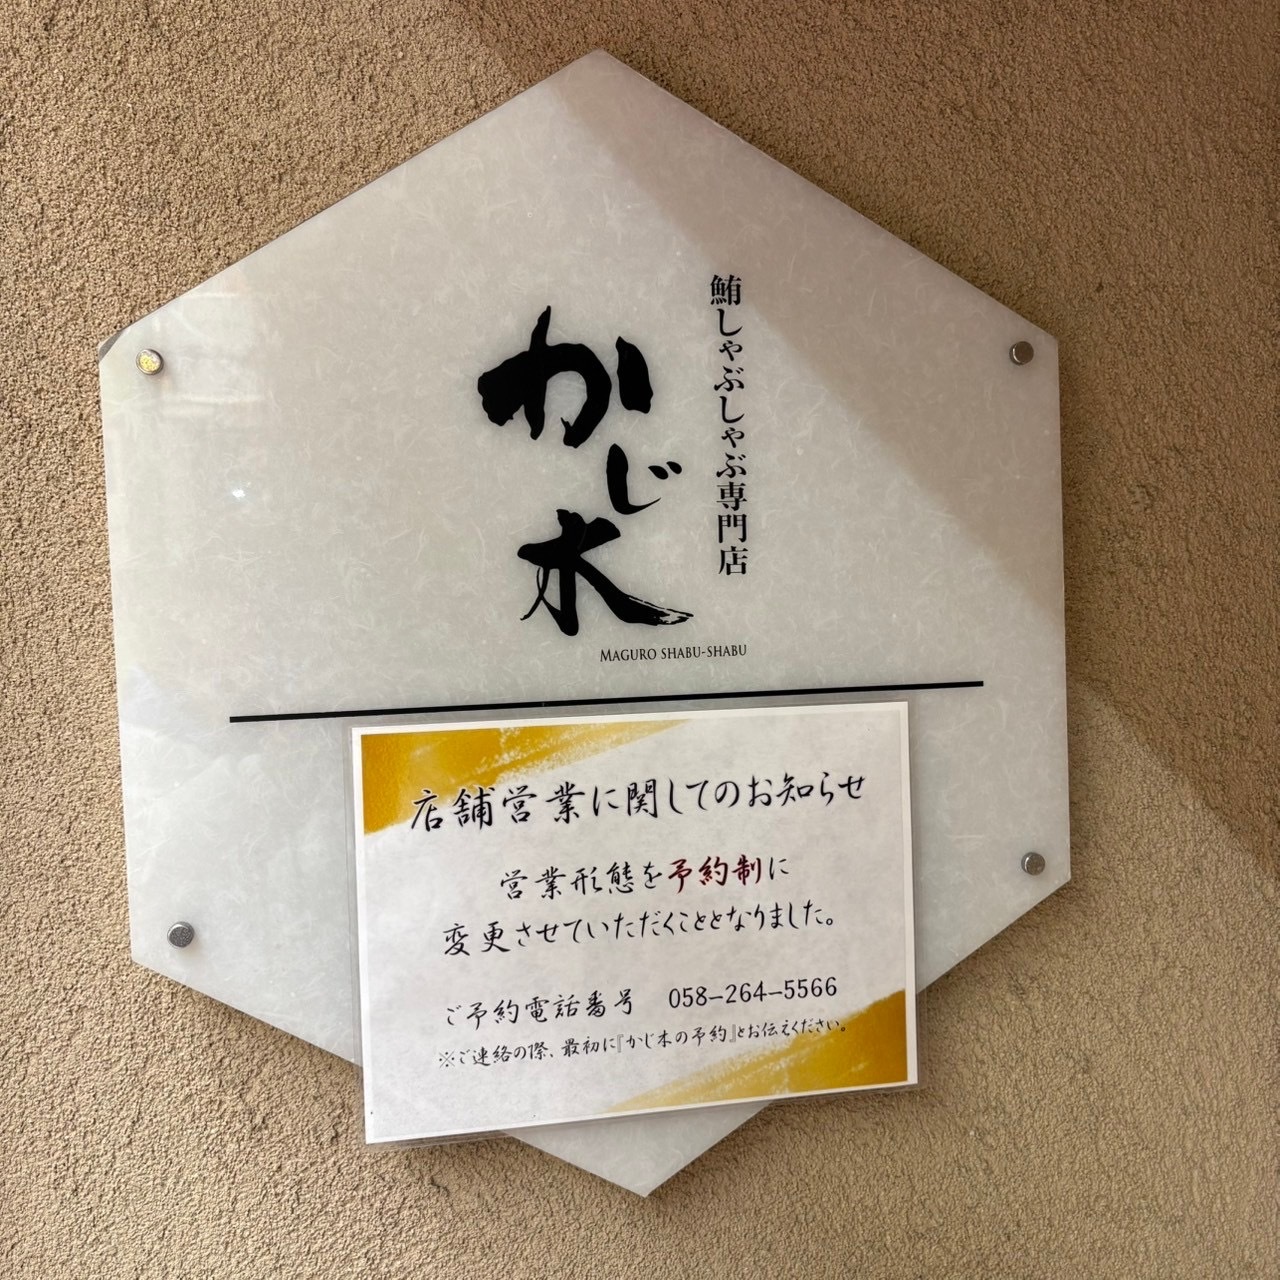 鮪しゃぶしゃぶ専門店
かじ水
MAGURO SHABU-SHABU
店舗営業に関してのお知らせ
営業形態を予約制に
変更させていただくこととなりました。
ご予約電話番号　058-264-5566
※ご連絡の際、最初に『かじ木の予約』とお伝えください。